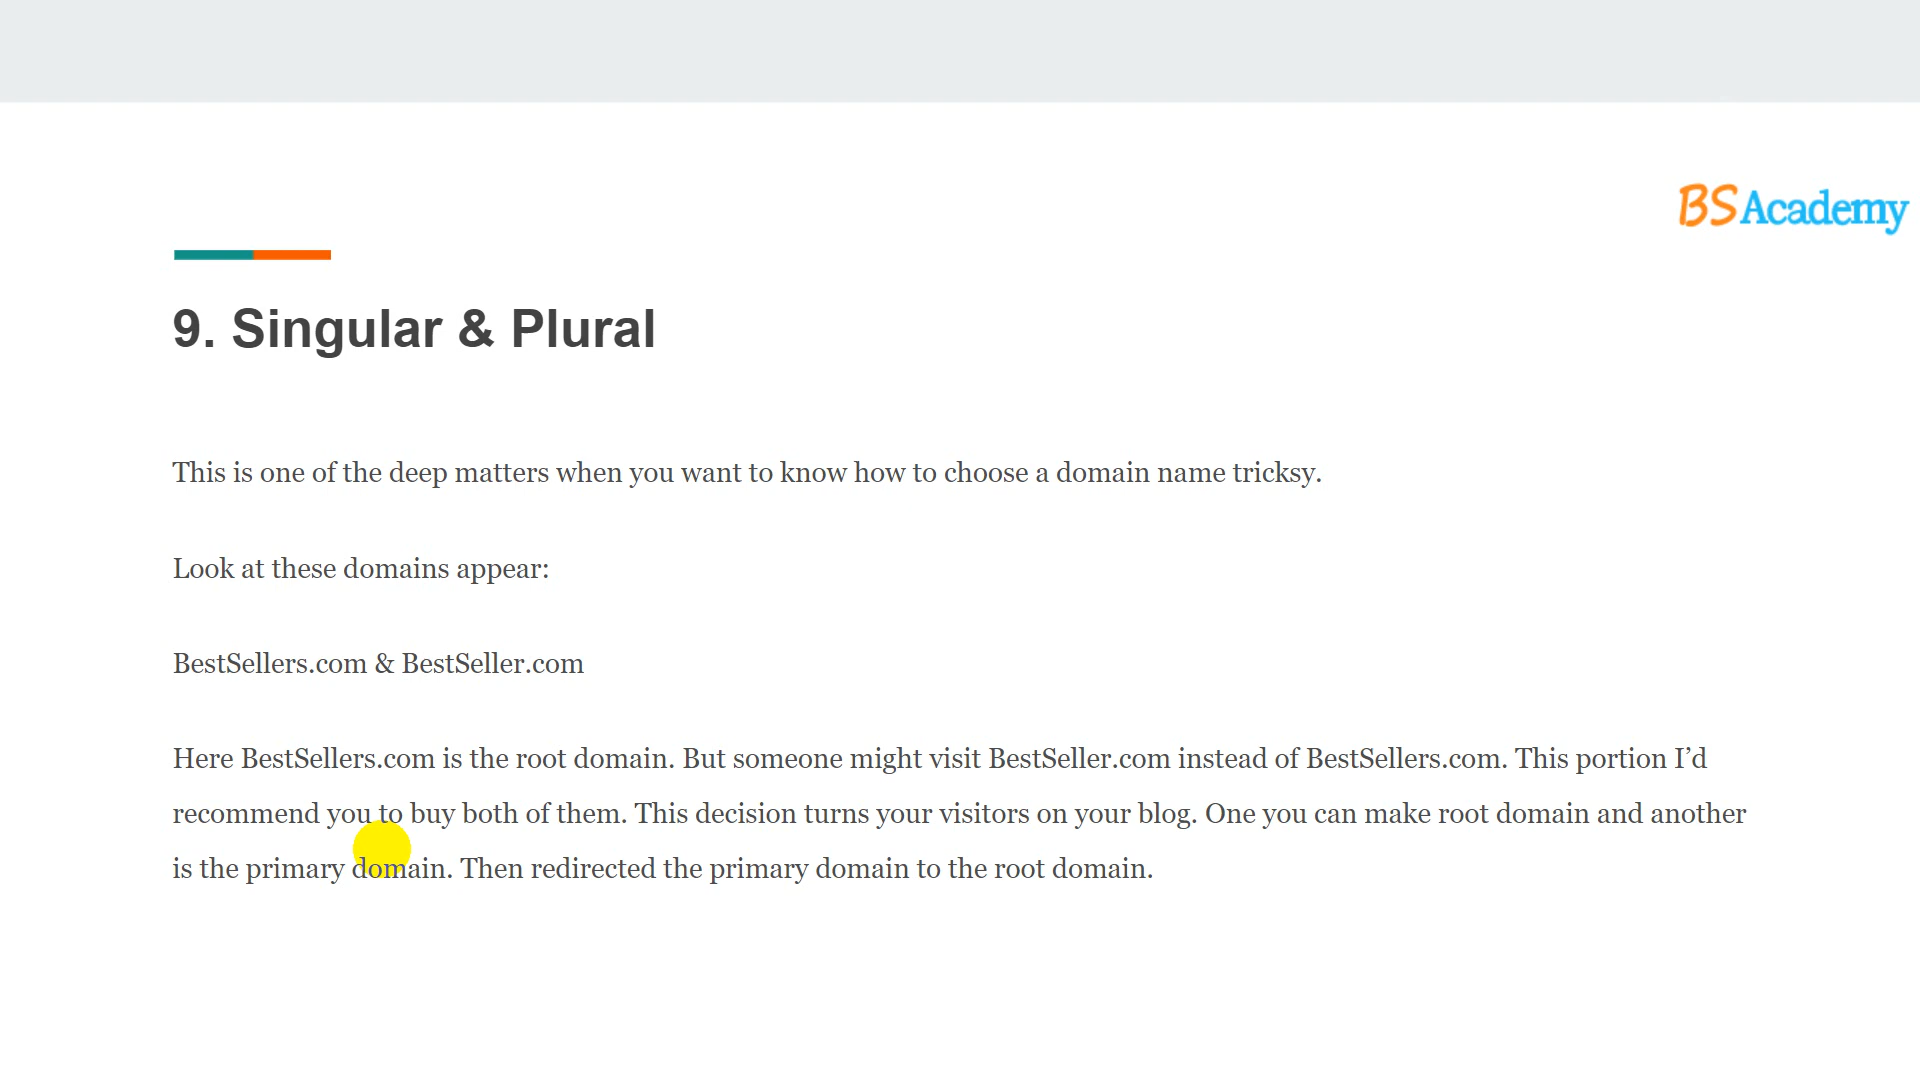 BSAcademy
9. Singular & Plural
This is one of the deep matters when you want to know how to choose a domain name tricksy.
Look at these domains appear:
BestSellers.com & BestSeller.com
Here BestSellers.com is the root domain. But someone might visit BestSeller.com instead of BestSellers.com. This portion I’d
recommend you to buy both of them. This decision turns your visitors on your blog. One you can make root domain and another
is the primary domain. Then redirected the primary domain to the root domain.